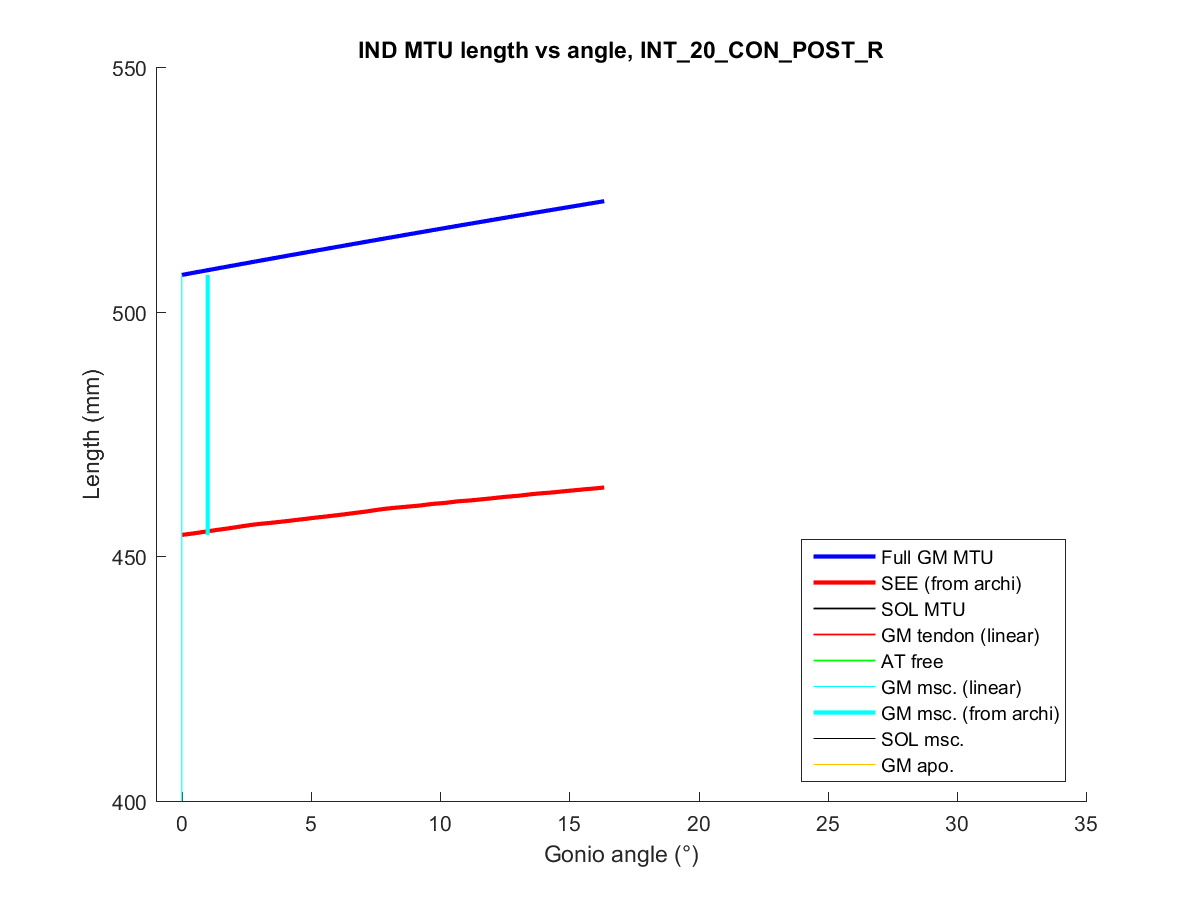 IND MTU length vs angle, INT_20_CON_POST_R
550
500
450
400
Length (mm)
0 5 10 15 20 25 30 35
Gonio angle (°)
Full GM MTU
SEE (from archi)
SOL MTU
GM tendon (linear)
AT free
GM msc. (linear)
GM msc. (from archi)
SOL msc.
GM apo.